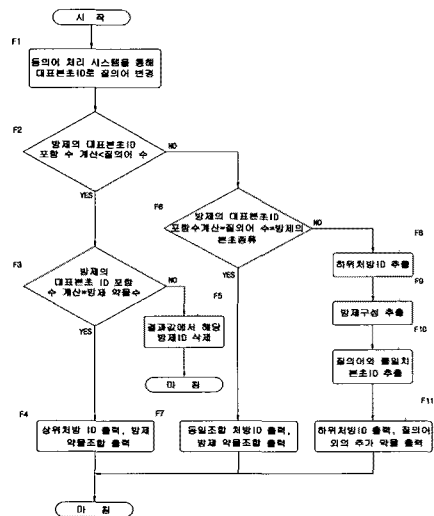 시 작
F1
동의어 처리 시스템을 통해
대표본초ID로 질의어 변경
F2
방제의 대표본초ID
포함 수 계산<질의어 수
NO
YES
F6
방제의 대표본초ID
포함수계산=질의어 수=방제의
본초종류
NO
YES
F3
방제의
대표본초 ID 포함
수 계산=방제 약물수
NO
YES
F5
결과값에서 해당
방제ID 삭제
마 침
F8
하위처방ID 추출
F9
방제구성 추출
F10
질의어와 불일치
본초ID 추출
F4
상위처방 ID 출력, 방제
약물조합 출력
F7
동일조합 처방ID 출력,
방제 약물조합 출력
F11
하위처방ID 출력, 질의어
외의 추가 약물 출력
마 침